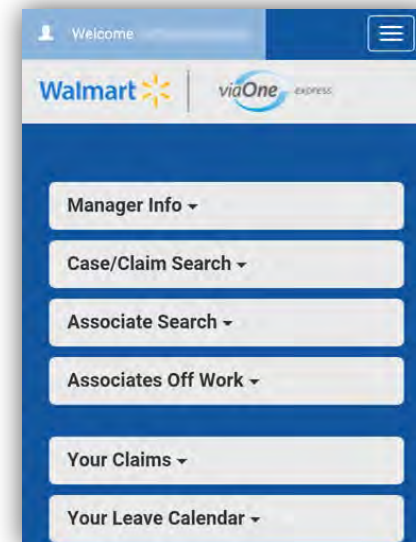 Welcome
Walmart viaOne express
Manager Info
Case/Claim Search
Associate Search
Associates Off Work
Your Claims
Your Leave Calendar